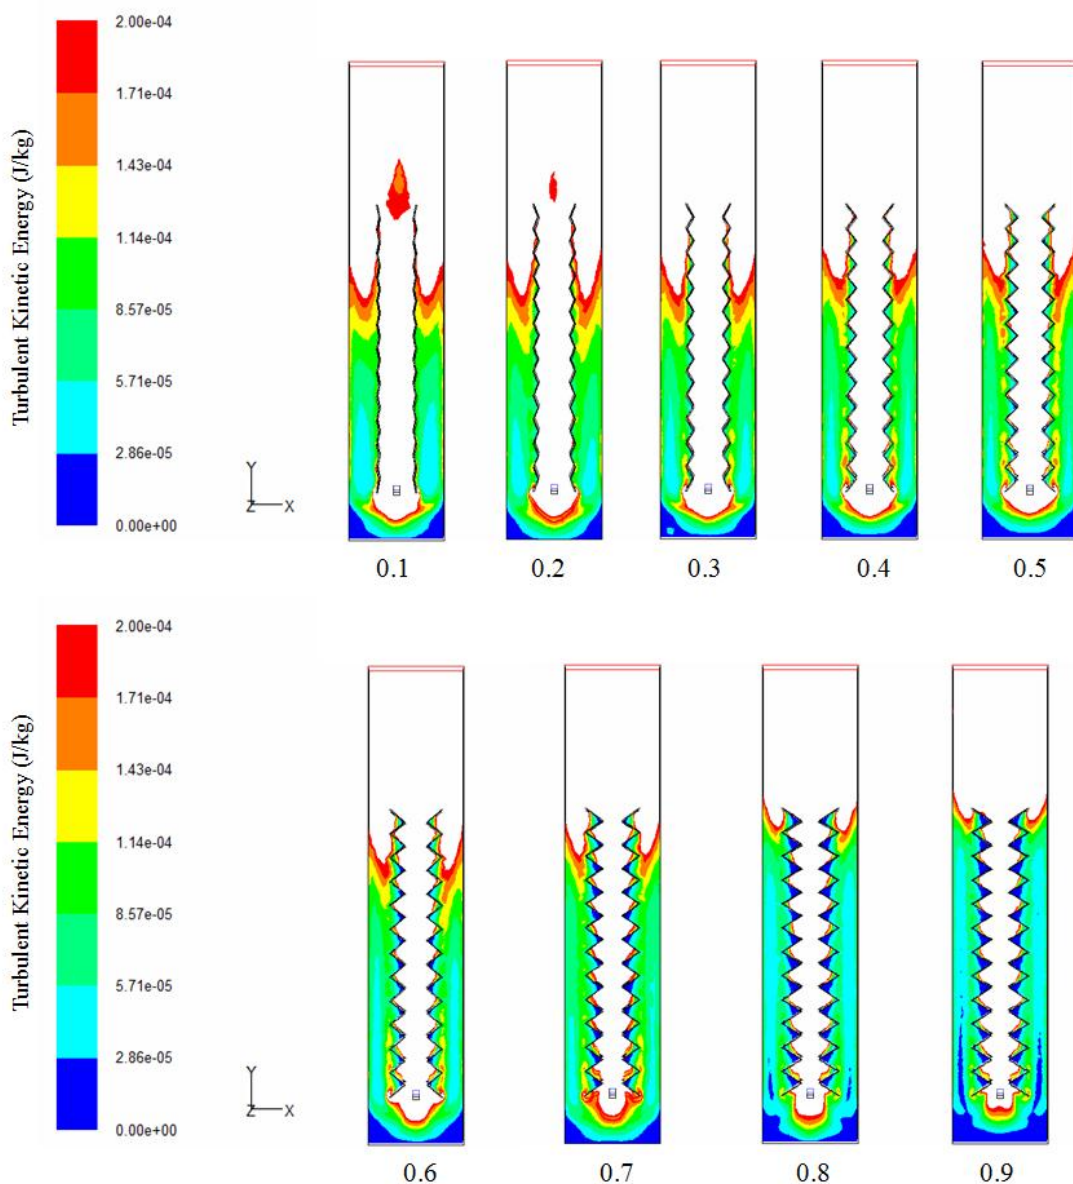 Turbulent Kinetic Energy (J/kg)
2.00e-04
1.71e-04
1.43e-04
1.14e-04
8.57e-05
5.71e-05
2.86e-05
0.00e+00
Y
Z X
0.1 0.2 0.3 0.4 0.5
Turbulent Kinetic Energy (J/kg)
2.00e-04
1.71e-04
1.43e-04
1.14e-04
8.57e-05
5.71e-05
2.86e-05
0.00e+00
Y
Z X
0.6 0.7 0.8 0.9